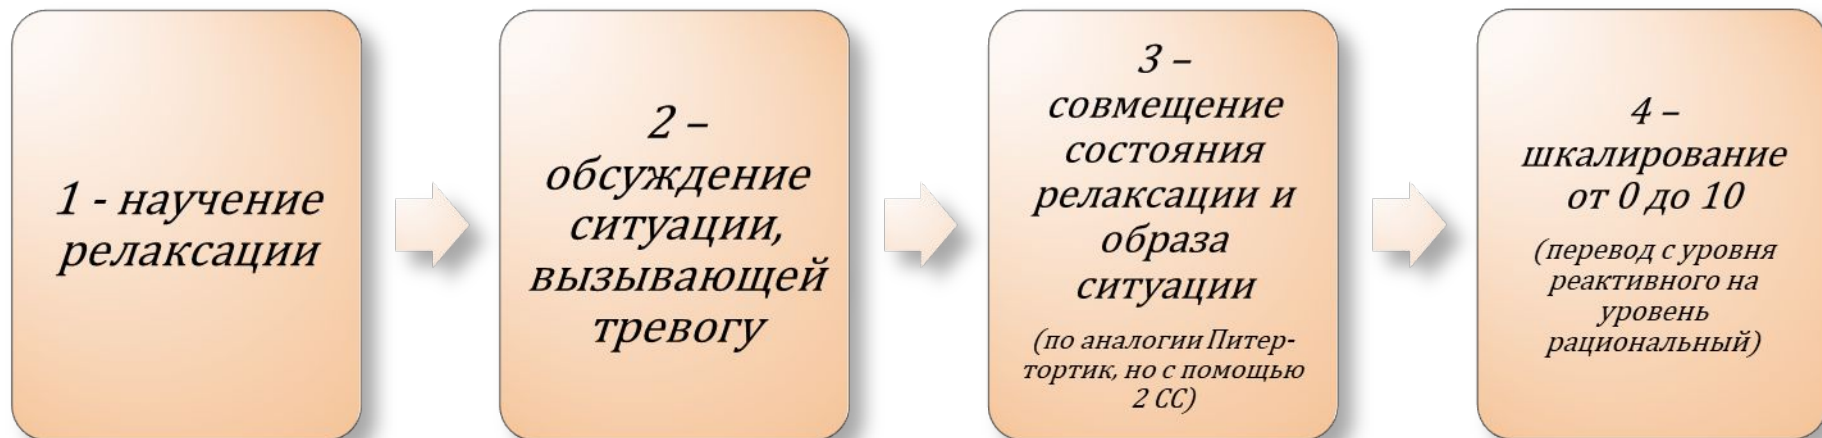 1 - научение
релаксации
2 –
обсуждение
ситуации,
вызывающей
тревогу
3 –
совмещение
состояния
релаксации и
образа
ситуации
(по аналогии Питер-
тортик, но с помощью
2 СС)
4 –
шкалирование
от 0 до 10
(перевод с уровня
реактивного на
уровень
рациональный)